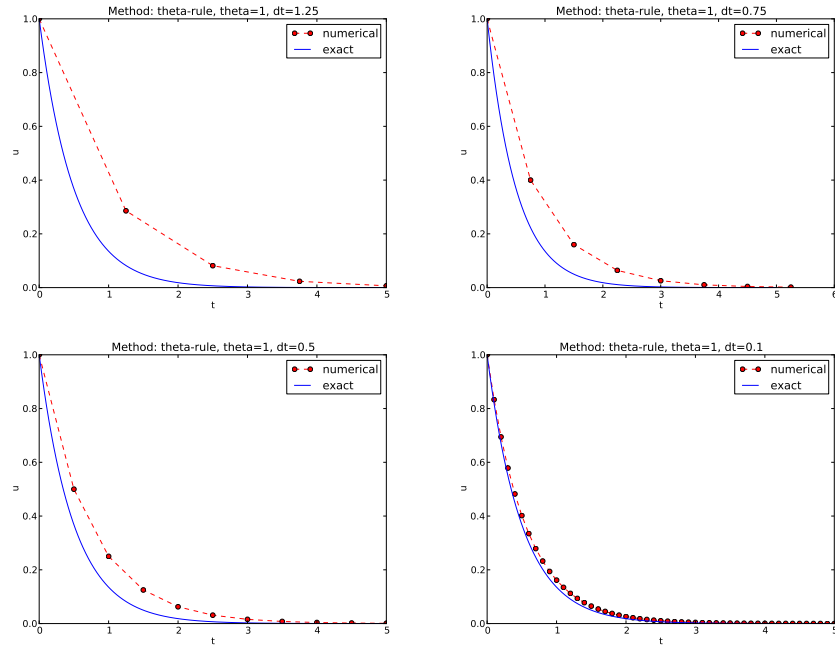 Method: theta-rule, theta=1, dt=1.25
numerical
exact
1.0
0.8
0.6
0.4
0.2
0.0
u
0 1 2 3 4 5
t
Method: theta-rule, theta=1, dt=0.75
numerical
exact
1.0
0.8
0.6
0.4
0.2
0.0
u
0 1 2 3 4 5 6
t
Method: theta-rule, theta=1, dt=0.5
numerical
exact
1.0
0.8
0.6
0.4
0.2
0.0
u
0 1 2 3 4 5
t
Method: theta-rule, theta=1, dt=0.1
numerical
exact
1.0
0.8
0.6
0.4
0.2
0.0
u
0 1 2 3 4 5
t